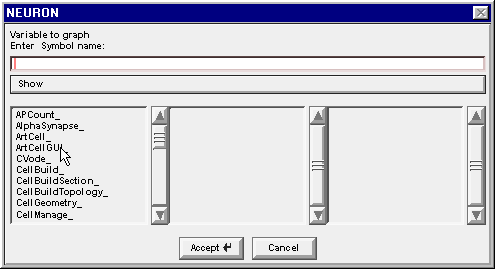 NEURON
Variable to graph
Enter Symbol name:
Show
APCount_
AlphaSynapse_
ArtCell_
ArtCellGUI_
CVode_
CellBuild_
CellBuildSection_
CellBuildTopology_
CellGeometry_
CellManage_
Accept Cancel